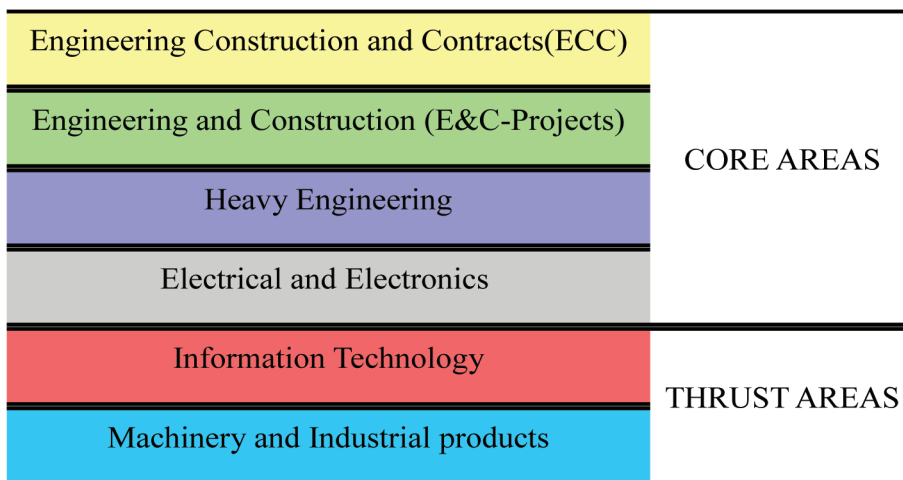 Engineering Construction and Contracts(ECC)
Engineering and Construction (E&C-Projects)
CORE AREAS
Heavy Engineering
Electrical and Electronics
Information Technology
THRUST AREAS
Machinery and Industrial products